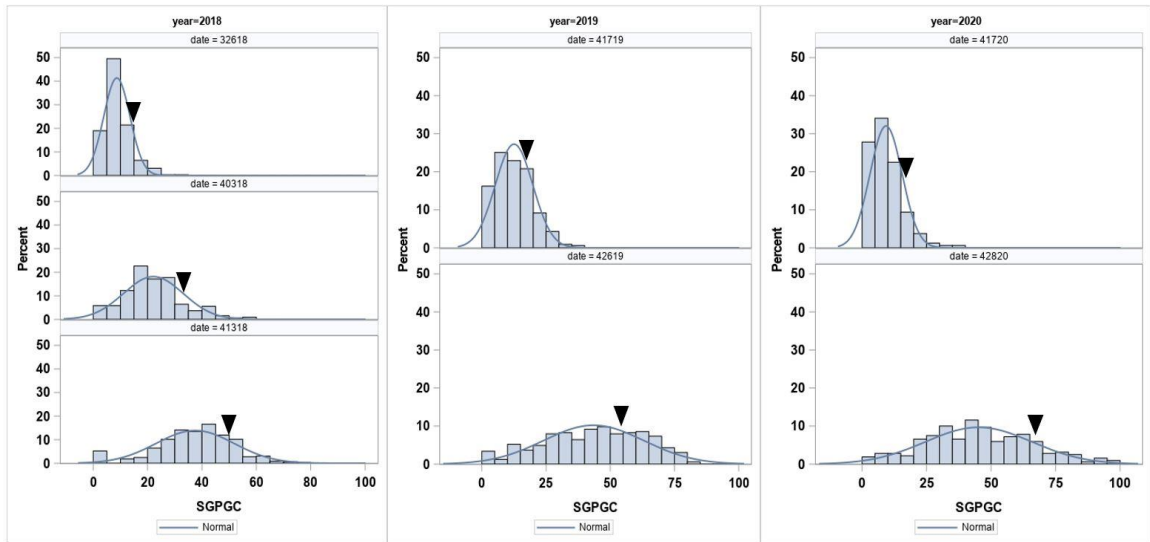 year=2018
date = 32618
50
40
30
20
10
0
date = 40318
50
40
30
20
10
0
date = 41318
50
40
30
20
10
0
Percent
0 20 40 60 80 100
SGPGC
Normal
year=2019
date = 41719
50
40
30
20
10
0
date = 42619
50
40
30
20
10
0
Percent
0 25 50 75 100
SGPGC
Normal
year=2020
date = 41720
50
40
30
20
10
0
date = 42820
50
40
30
20
10
0
Percent
0 25 50 75 100
SGPGC
Normal